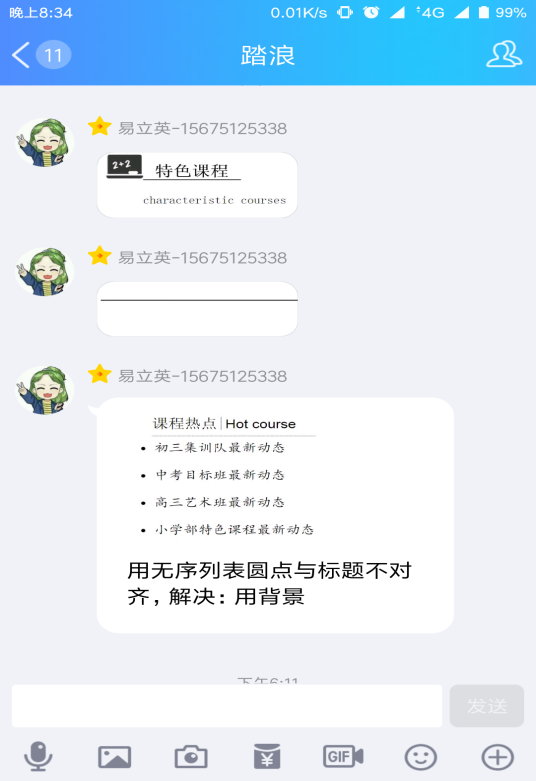 晚上8:34
0.01K/s
4G
99%
11
踏浪
易立英-15675125338
2+2
特色课程
characteristic courses
易立英-15675125338
易立英-15675125338
课程热点|Hot course
• 初三集训队最新动态
• 中考目标班最新动态
• 高三艺术班最新动态
• 小学部特色课程最新动态
用无序列表圆点与标题不对
齐,解决:用背景
下午6:11
发送
GIF